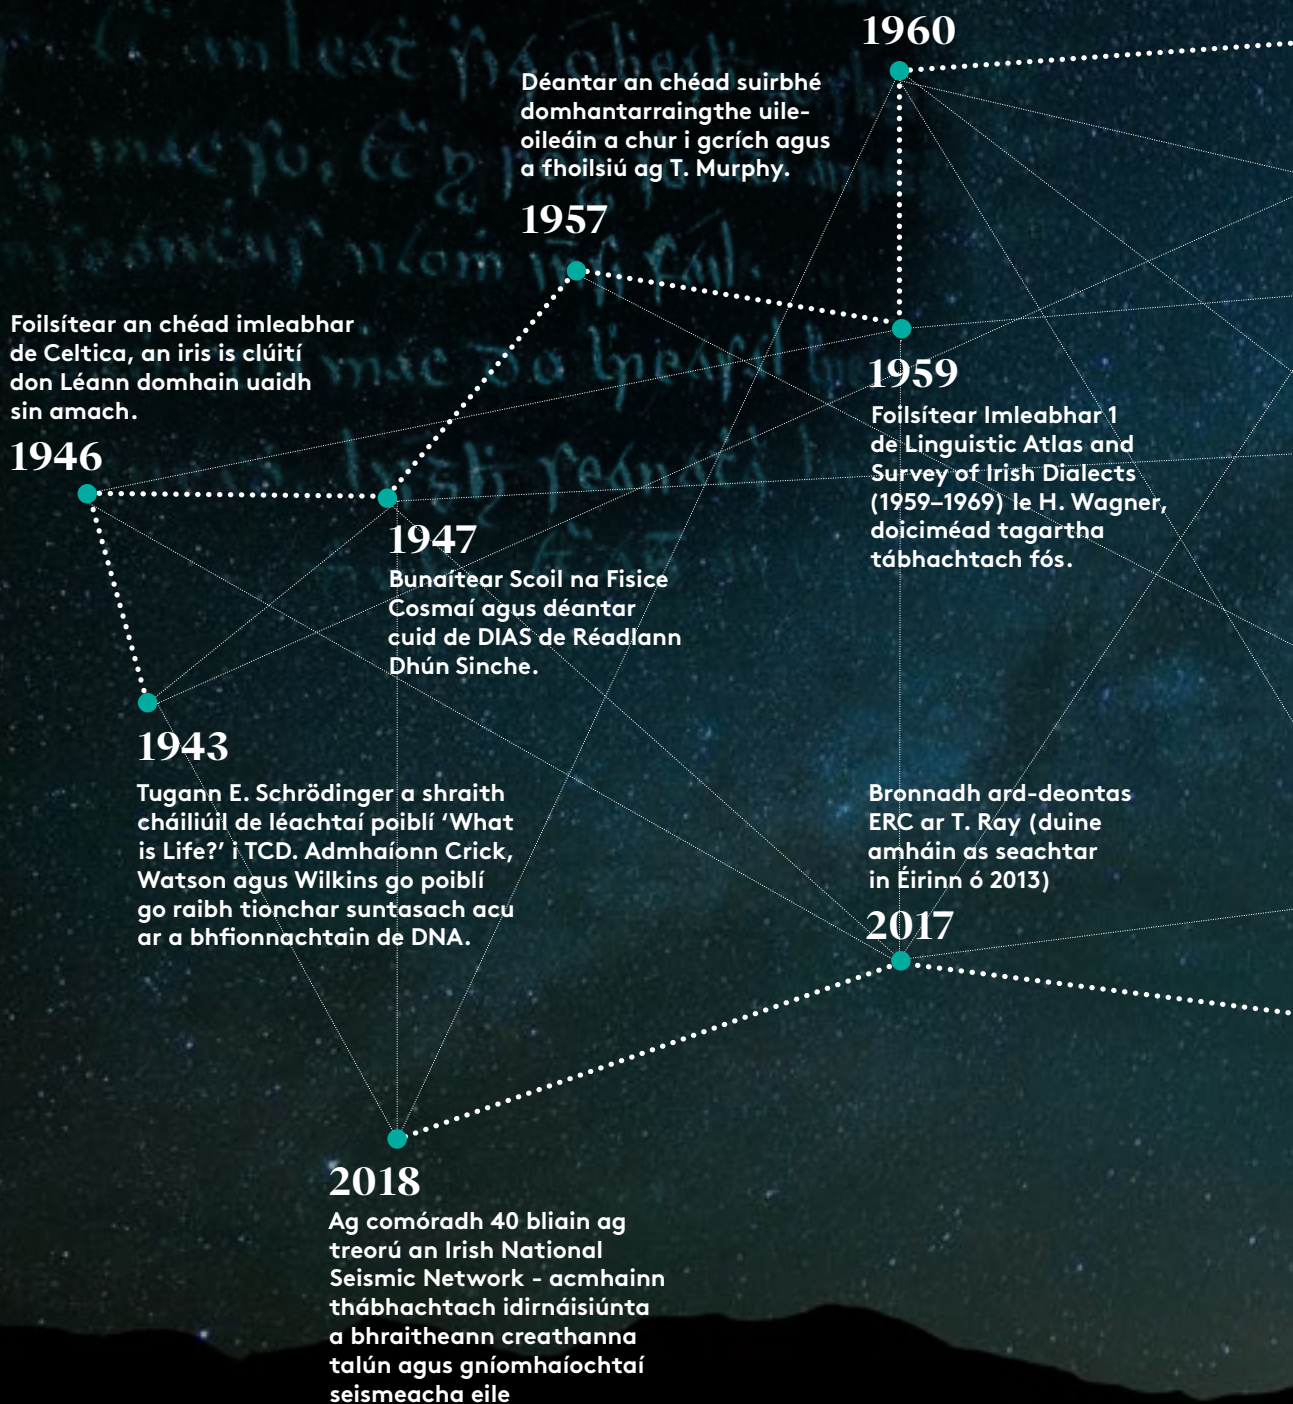 1960
Déantar an chéad suirbhé
domhantarraingthe uile-
oileáin a chur i gcrích agus
a fhoilsiú ag T. Murphy.
1957
Foilsítear an chéad imleabhar
de Celtica, an iris is clúití
don Léann domhain uaidh
sin amach.
1946
1959
Foilsítear Imleabhar 1
de Linguistic Atlas and
Survey of Irish Dialects
(1959–1969) le H. Wagner,
doiciméad tagartha
tábhachtach fós.
1947
Bunaítear Scoil na Fisice
Cosmaí agus déantar
cuid de DIAS de Réadlann
Dhún Sinche.
1943
Tugann E. Schrödinger a shraith
cháiliúil de léachtaí poiblí ‘What
is Life?’ i TCD. Admhaíonn Crick,
Watson agus Wilkins go poiblí
go raibh tionchar suntasach acu
ar a bhfionnachtain de DNA.
Bronnadh ard-deontas
ERC ar T. Ray (duine
amháin as seachtar
in Éirinn ó 2013)
2017
2018
Ag comóradh 40 bliain ag
treorú an Irish National
Seismic Network - acmhainn
thábhachtach idirnáisiúnta
a bhraitheann creathanna
talún agus gníomhaíochtaí
seismeacha eile